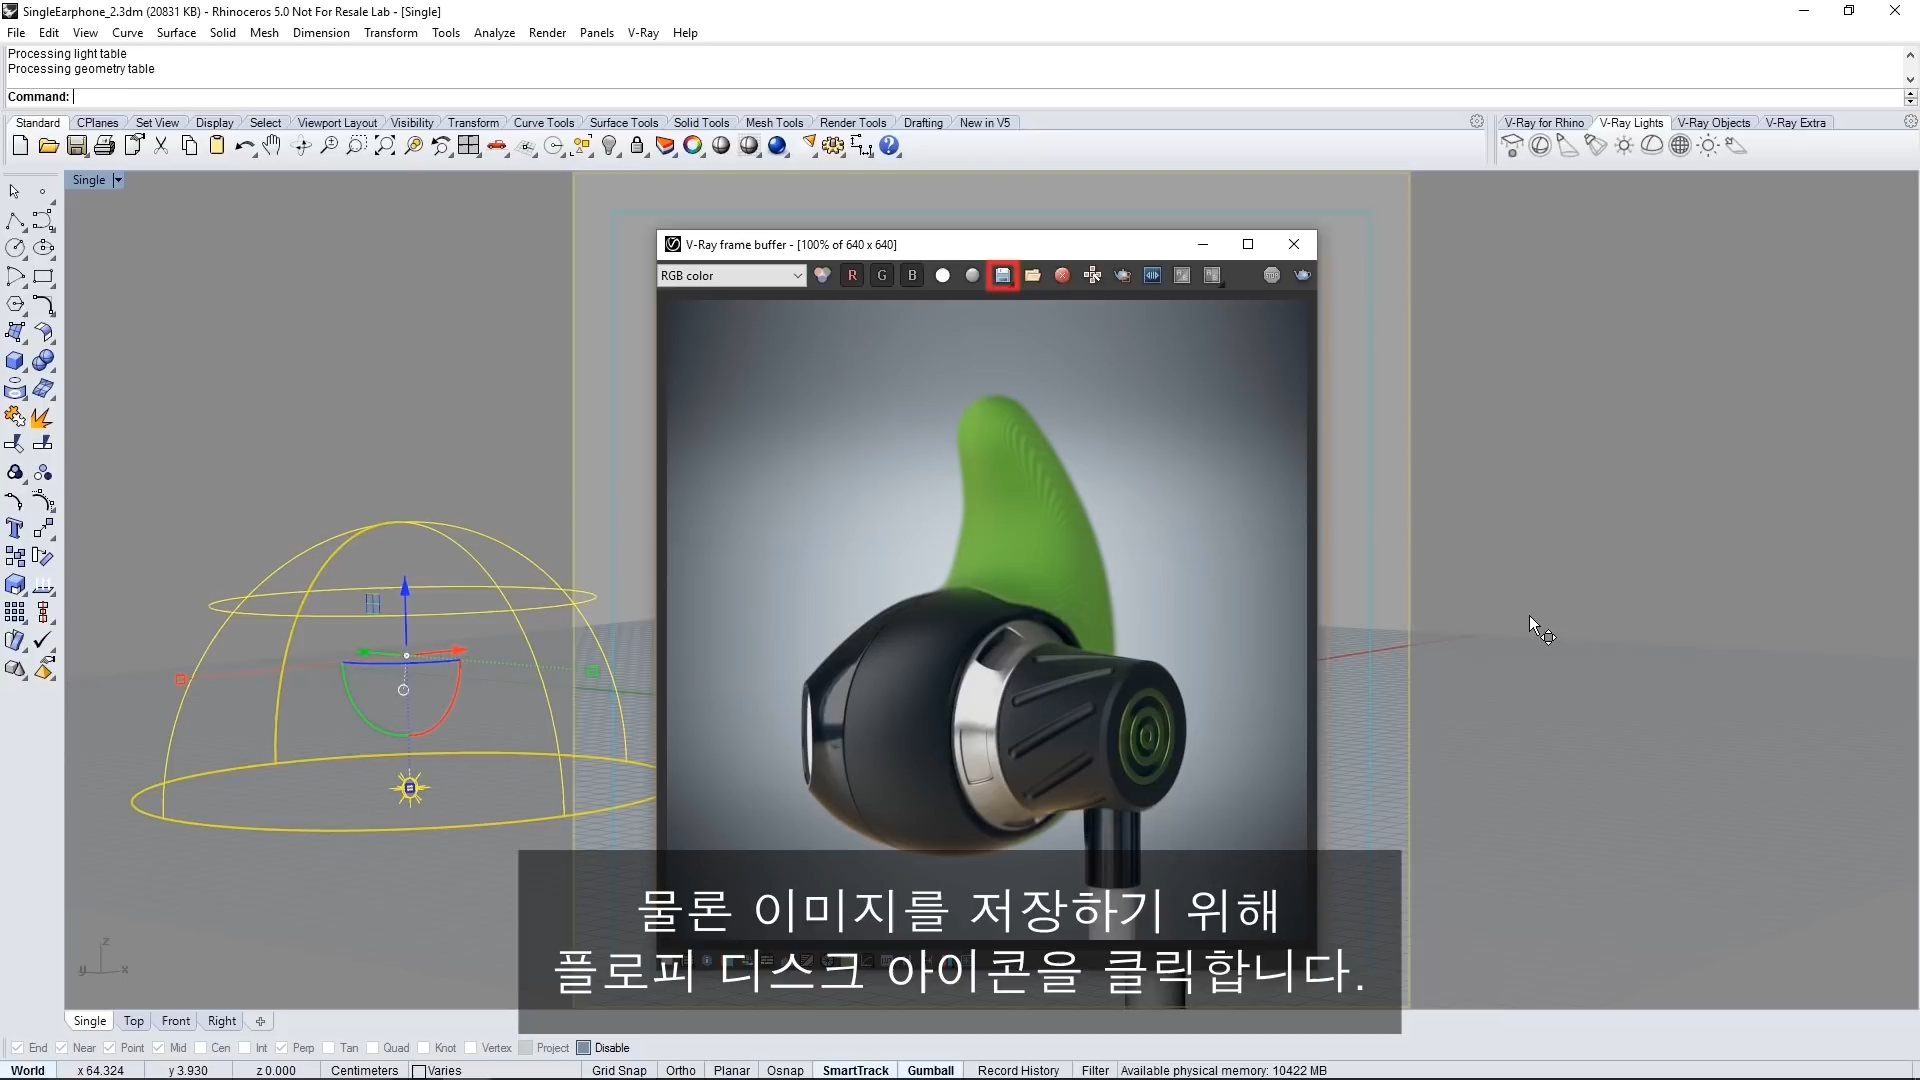 SingleEarphone_2.3dm (20831 KB) - Rhinoceros 5.0 Not For Resale Lab - [Single]
File Edit View Curve Surface Solid Mesh Dimension Transform Tools Analyze Render Panels V-Ray Help
Processing light table
Processing geometry table
Command:
Standard CPlanes Set View Display Select Viewport Layout Visibility Transform Curve Tools Surface Tools Solid Tools Mesh Tools Render Tools Drafting New in V5 V-Ray for Rhino V-Ray Lights V-Ray Objects V-Ray Extra
Single
V-Ray frame buffer - [100% of 640 x 640]
RGB color R G B
물론 이미지를 저장하기 위해
플로피 디스크 아이콘을 클릭합니다.
z
y x
Single Top Front Right
End Near Point Mid Cen Int Perp Tan Quad Knot Vertex Project Disable
World x 64.324 y 3.930 z 0.000 Centimeters Varies Grid Snap Ortho Planar Osnap SmartTrack Gumball Record History Filter Available physical memory: 10422 MB